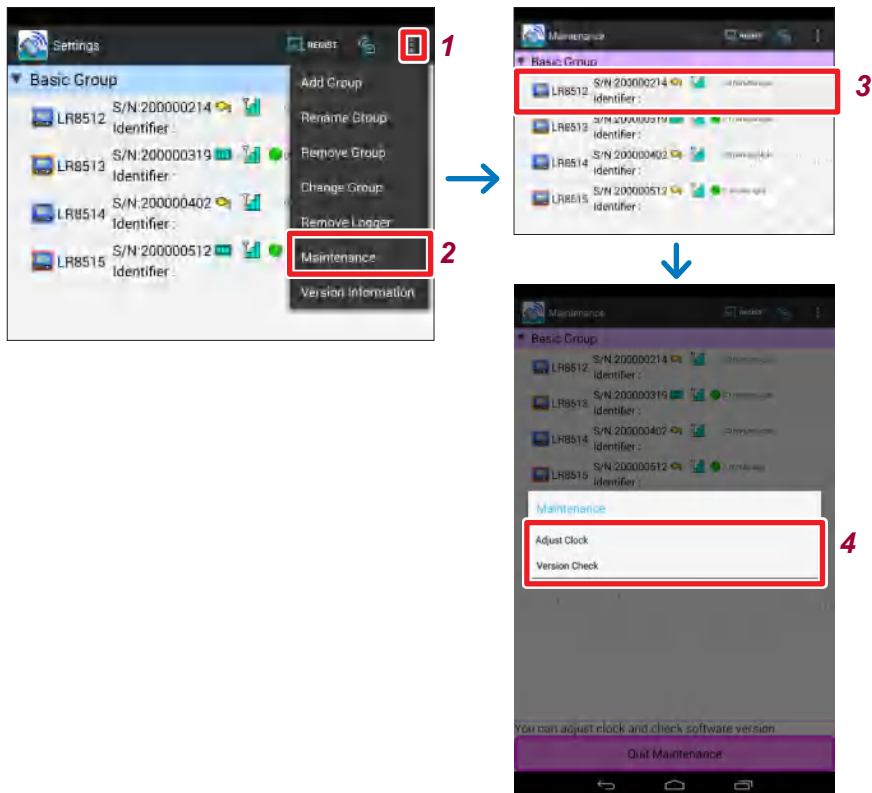 Settings
REGIST
1
Basic Group
LR8512
S/N:200000214
Identifier :
LR8513
S/N:200000319
Identifier :
LR8514
S/N:200000402
Identifier :
LR8515
S/N:200000512
Identifier :
Add Group
Rename Group
Remove Group
Change Group
Remove Logger
Maintenance
2
Version Information
Maintenance
REGIST
Basic Group
LR8512
S/N:200000214
Identifier :
3
LR8513
S/N:200000319
Identifier :
LR8514
S/N:200000402
Identifier :
LR8515
S/N:200000512
Identifier :
Maintenance
REGIST
Basic Group
LR8512
S/N:200000214
Identifier :
LR8513
S/N:200000319
Identifier :
LR8514
S/N:200000402
Identifier :
LR8515
S/N:200000512
Identifier :
Maintenance
Adjust Clock
4
Version Check
You can adjust clock and check software version
Quit Maintenance